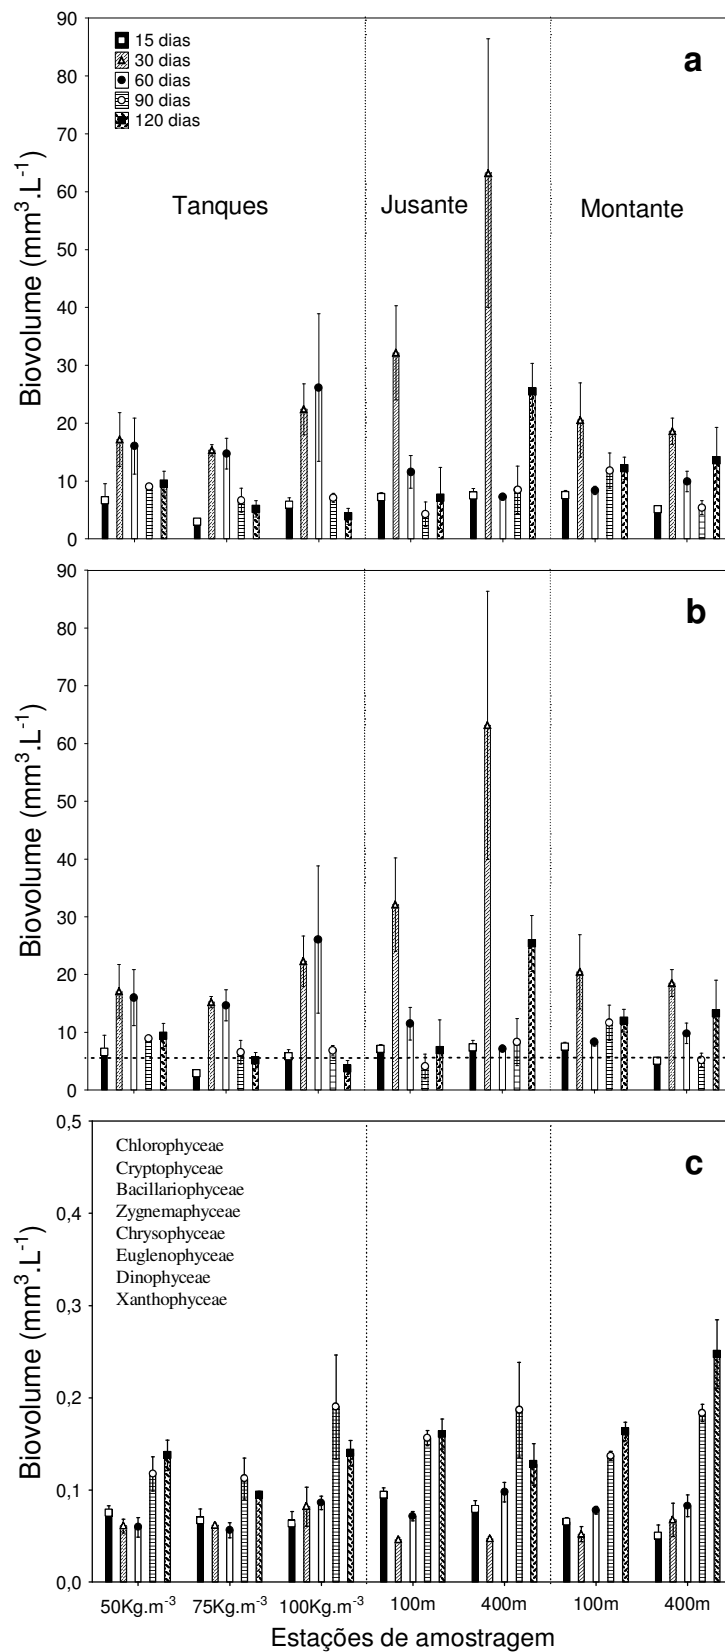 90
80
70
60
50
40
30
20
10
0
Biovolume (mm³.L⁻¹)
15 dias
30 dias
60 dias
90 dias
120 dias
a
Tanques
Jusante
Montante
90
80
70
60
50
40
30
20
10
0
Biovolume (mm³.L⁻¹)
b
0,5
0,4
0,3
0,2
0,1
0,0
Biovolume (mm³.L⁻¹)
Chlorophyceae
Cryptophyceae
Bacillariophyceae
Zygnemaphyceae
Chrysophyceae
Euglenophyceae
Dinophyceae
Xanthophyceae
c
50Kg.m⁻³ 75Kg.m⁻³ 100Kg.m⁻³ 100m 400m 100m 400m
Estações de amostragem